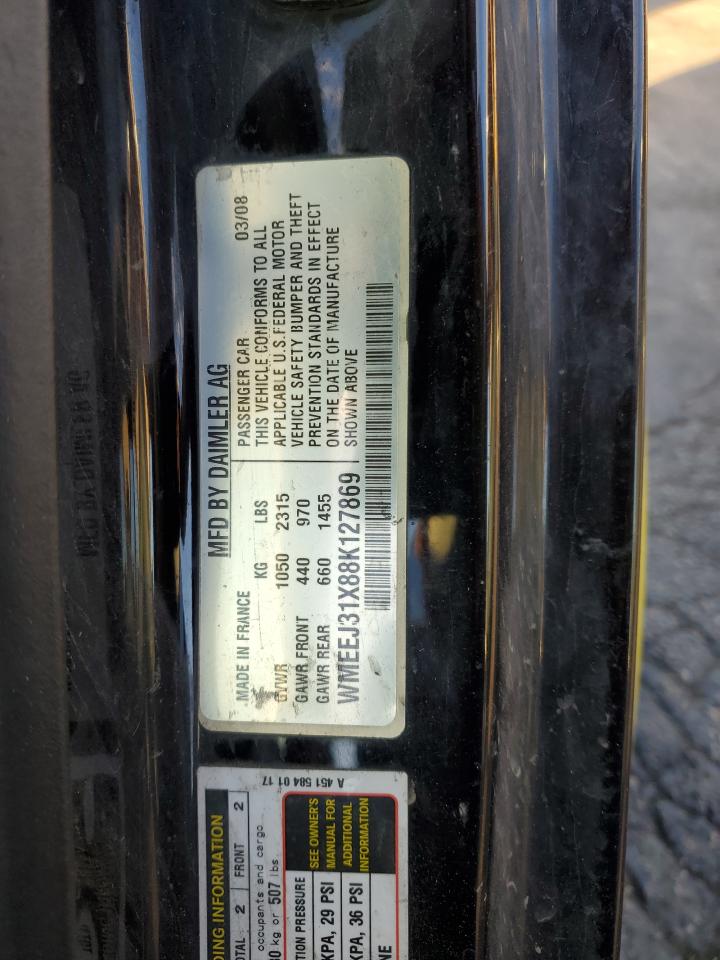 MFD BY DAIMLER AG
MADE IN FRANCE
KG LBS
GVWR 1050 2315
GAWR FRONT 440 970
GAWR REAR 660 1455
PASSENGER CAR 03/08
THIS VEHICLE CONFORMS TO ALL
APPLICABLE U.S. FEDERAL MOTOR
VEHICLE SAFETY BUMPER AND THEFT
PREVENTION STANDARDS IN EFFECT
ON THE DATE OF MANUFACTURE
SHOWN ABOVE
WMEEJ31X88K127869
A 451 584 01 17
INFORMATION
2 FRONT 2
occupants and cargo
kg or 507 lbs
PRESSURE
KPA, 29 PSI
KPA, 36 PSI
SEE OWNER'S
MANUAL FOR
ADDITIONAL
INFORMATION